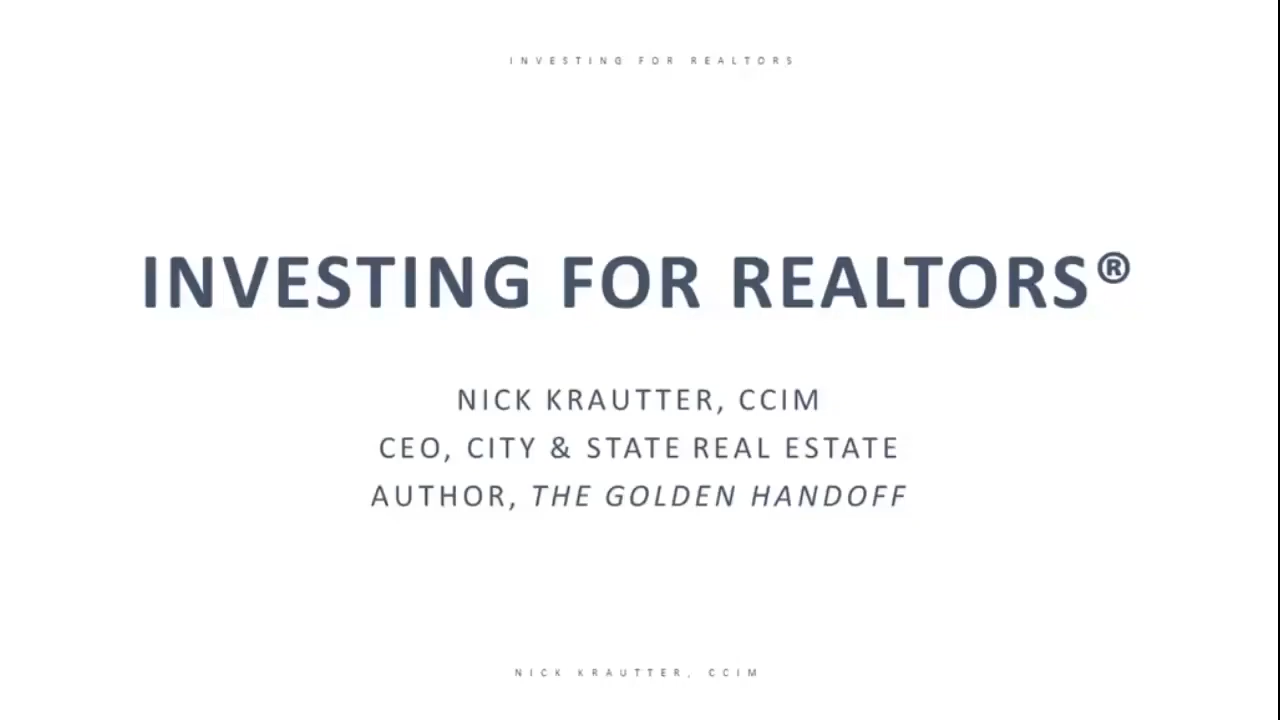 INVESTING FOR REALTORS
INVESTING FOR REALTORS®
NICK KRAUTTER, CCIM
CEO, CITY & STATE REAL ESTATE
AUTHOR, THE GOLDEN HANDOFF
NICK KRAUTTER, CCIM